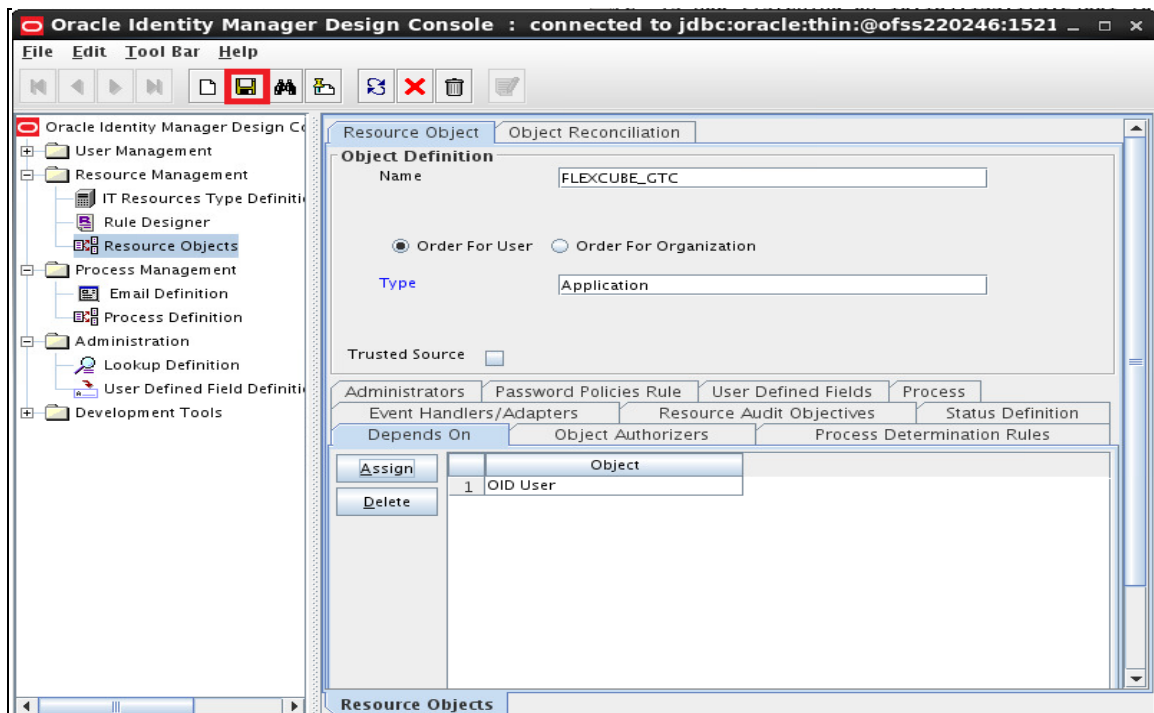 Oracle Identity Manager Design Console : connected to jdbc:oracle:thin:@ofss220246:1521
File Edit Tool Bar Help
Oracle Identity Manager Design Co
User Management
Resource Management
IT Resources Type Definiti
Rule Designer
Resource Objects
Process Management
Email Definition
Process Definition
Administration
Lookup Definition
User Defined Field Definiti
Development Tools
Resource Object Object Reconciliation
Object Definition
Name FLEXCUBE_GTC
Order For User Order For Organization
Type Application
Trusted Source
Administrators Password Policies Rule User Defined Fields Process
Event Handlers/Adapters Resource Audit Objectives Status Definition
Depends On Object Authorizers Process Determination Rules
Assign Object
1 OID User
Delete
Resource Objects